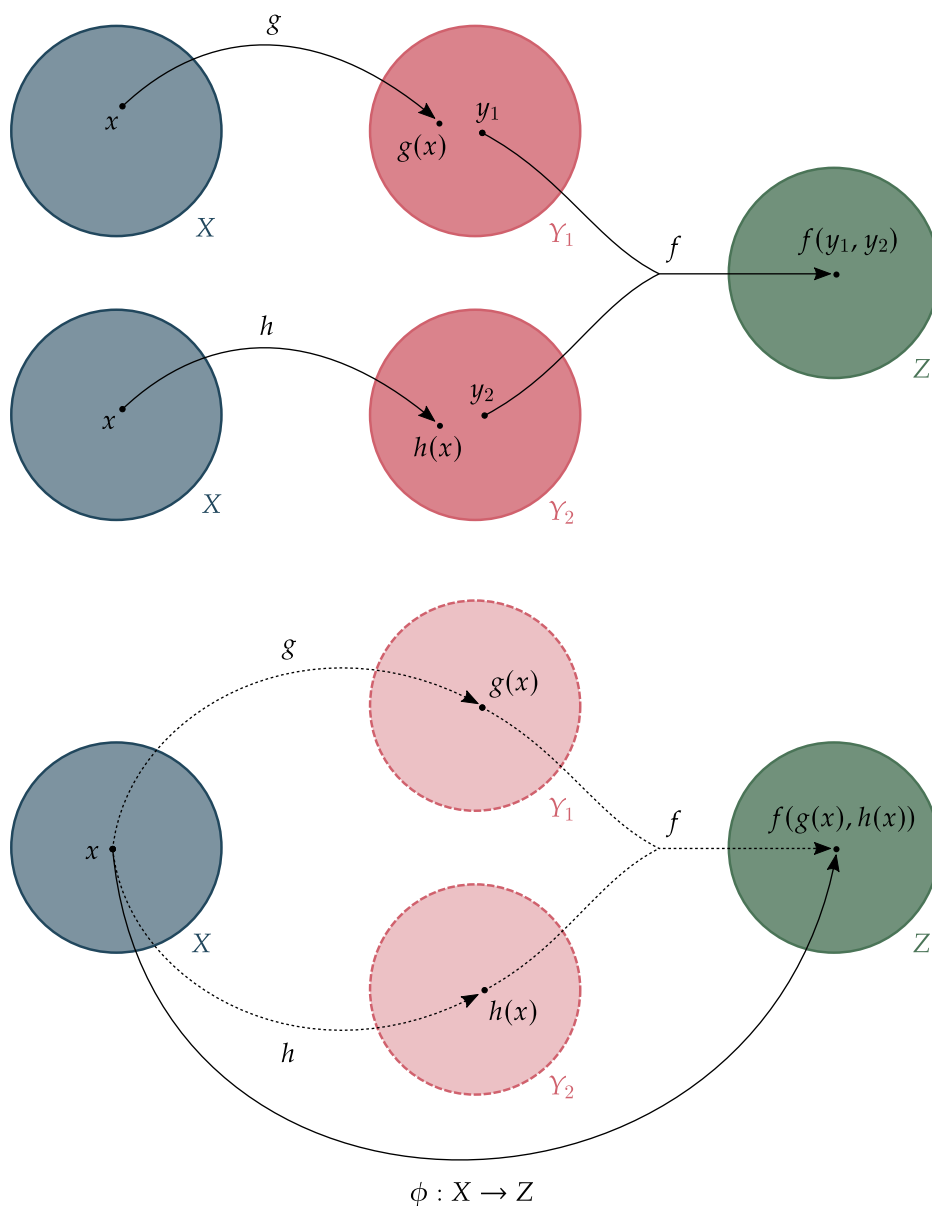 g
x
X
g(x)
y₁
Y₁
f
f(y₁, y₂)
Z
h
x
X
y₂
h(x)
Y₂
g
g(x)
Y₁
x
X
f
f(g(x), h(x))
Z
h(x)
h
Y₂
ϕ : X → Z